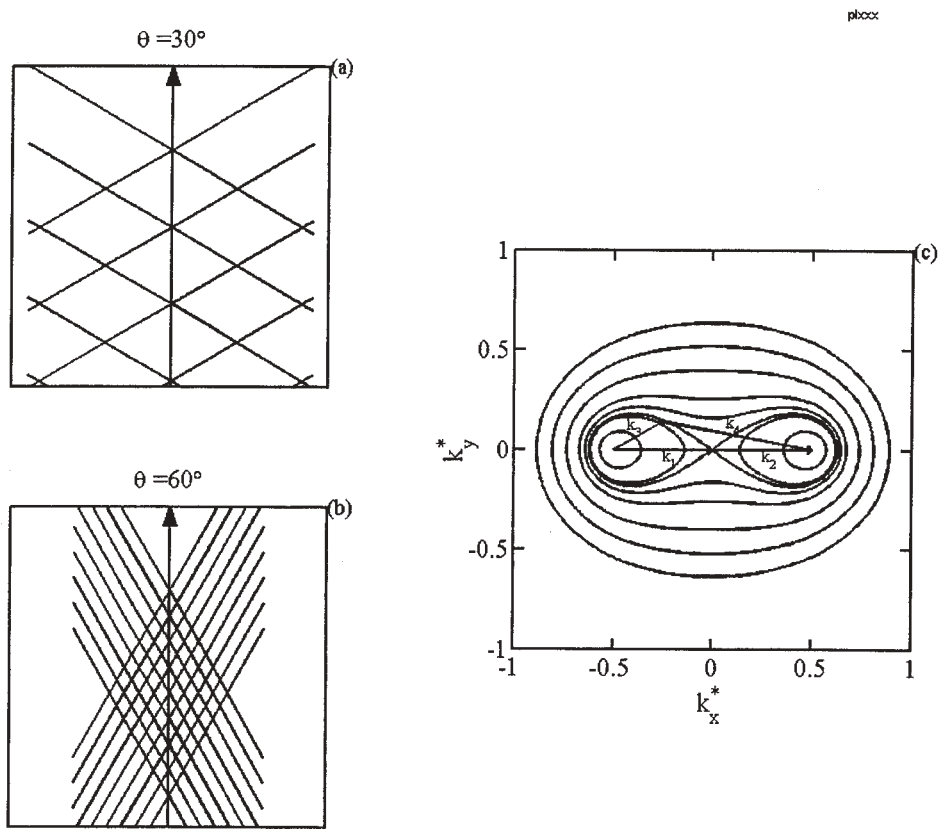 plxxx
θ =30°
(a)
θ =60°
(b)
(c)
1
0.5
0
-0.5
-1
k*y
k3
k4
k1
k2
-1
-0.5
0
0.5
1
k*x